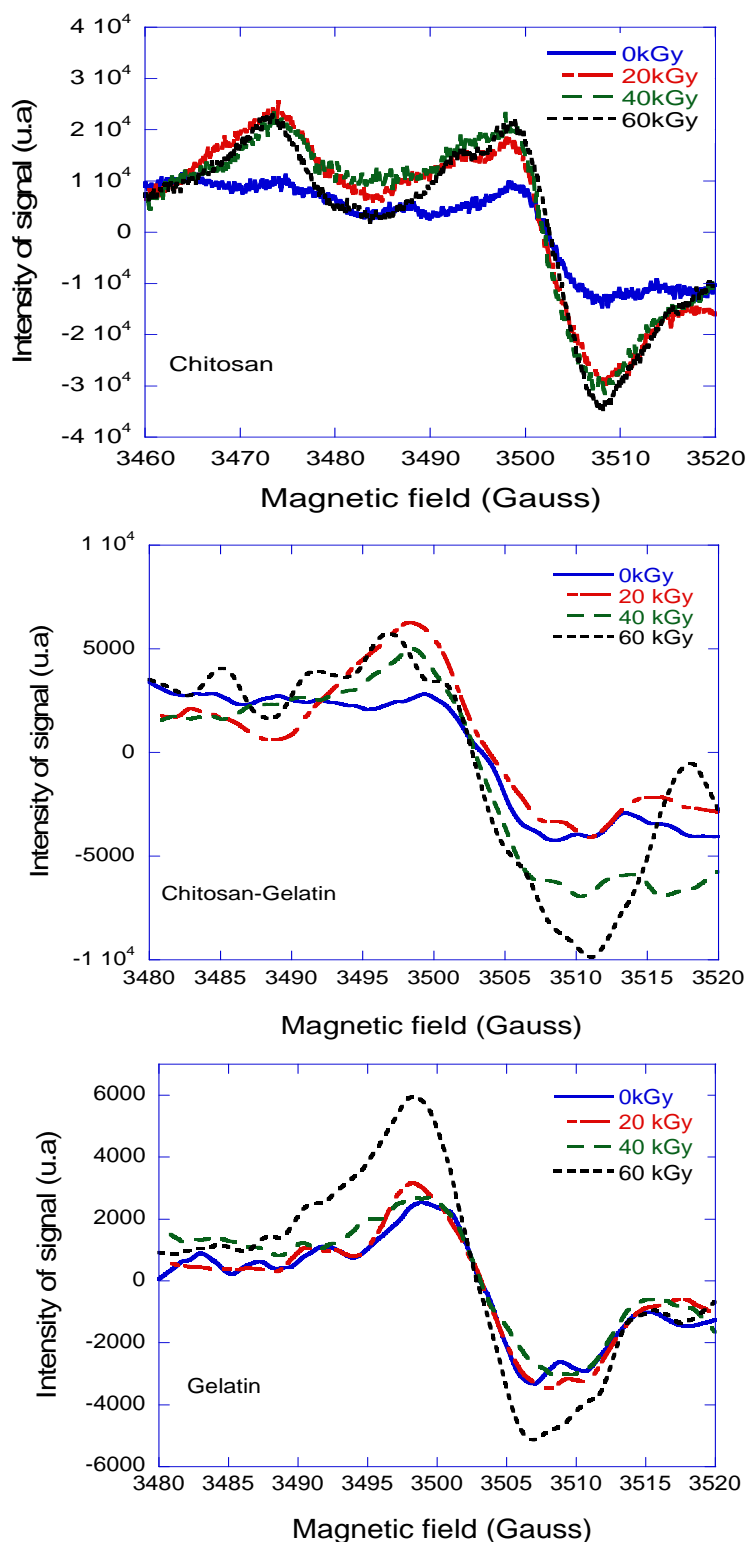 4 10⁴
3 10⁴
2 10⁴
1 10⁴
0
-1 10⁴
-2 10⁴
-3 10⁴
-4 10⁴
Intensity of signal (u.a)
0kGy
20kGy
40kGy
60kGy
Chitosan
3460 3470 3480 3490 3500 3510 3520
Magnetic field (Gauss)
1 10⁴
5000
0
-5000
-1 10⁴
Intensity of signal (u.a)
0kGy
20 kGy
40 kGy
60 kGy
Chitosan-Gelatin
3480 3485 3490 3495 3500 3505 3510 3515 3520
Magnetic field (Gauss)
6000
4000
2000
0
-2000
-4000
-6000
Intensity of signal (u.a)
0kGy
20 kGy
40 kGy
60 kGy
Gelatin
3480 3485 3490 3495 3500 3505 3510 3515 3520
Magnetic field (Gauss)